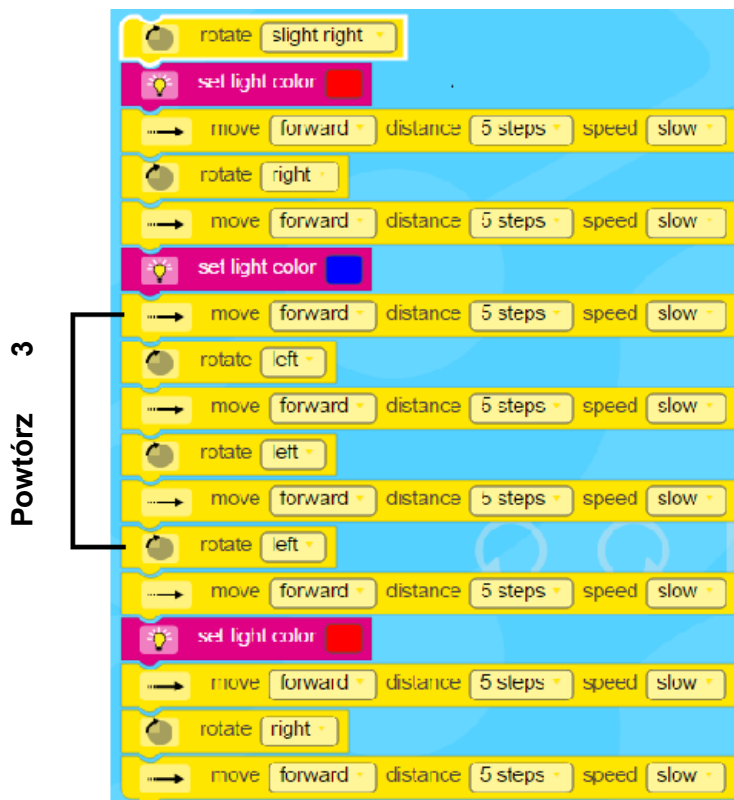 rotate slight right
set light color
move forward distance 5 steps speed slow
rotate right
move forward distance 5 steps speed slow
set light color
move forward distance 5 steps speed slow
rotate left
move forward distance 5 steps speed slow
rotate left
move forward distance 5 steps speed slow
rotate left
move forward distance 5 steps speed slow
set light color
move forward distance 5 steps speed slow
rotate right
move forward distance 5 steps speed slow
Powtórz 3